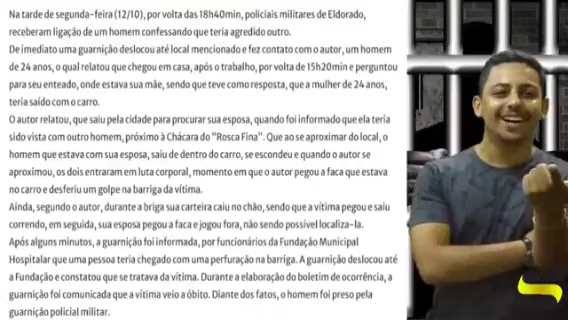 Na tarde de segunda-feira (12/10), por volta das 18h40min, policiais militares de Eldorado,
receberam ligação de um homem confessando que teria agredido outro.
De imediato uma guarnição deslocou até local mencionado e fez contato com o autor, um homem
de 24 anos, o qual relatou que chegou em casa, após o trabalho, por volta de 15h20min e perguntou
para seu enteado, onde estava sua mãe, sendo que teve como resposta, que a mulher de 24 anos,
teria saído com o carro.
O autor relatou, que saiu pela cidade para procurar sua esposa, quando foi informado que ela teria
sido vista com outro homem, próximo à Chácara do "Rosca Fina". Que ao se aproximar do local, o
homem que estava com sua esposa, saiu de dentro do carro, se escondeu e quando o autor se
aproximou, os dois entraram em luta corporal, momento em que o autor pegou a faca que estava
no carro e desferiu um golpe na barriga da vítima.
Ainda, segundo o autor, durante a briga sua carteira caiu no chão, sendo que a vítima pegou e saiu
correndo, em seguida, sua esposa pegou a faca e jogou fora, não sendo possível localiza-la.
Após alguns minutos, a guarnição foi informada, por funcionários da Fundação Municipal
Hospitalar que uma pessoa teria chegado com uma perfuração na barriga. A guarnição deslocou até
a Fundação e constatou que se tratava da vítima. Durante a elaboração do boletim de ocorrência, a
guarnição foi comunicada que a vítima veio a óbito. Diante dos fatos, o homem foi preso pela
guarnição policial militar.